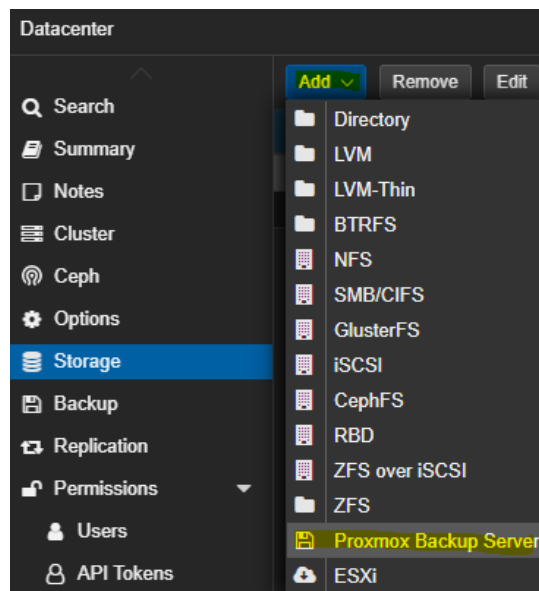 Datacenter
Search
Summary
Notes
Cluster
Ceph
Options
Storage
Backup
Replication
Permissions
Users
API Tokens
Add
Remove
Edit
Directory
LVM
LVM-Thin
BTRFS
NFS
SMB/CIFS
GlusterFS
iSCSI
CephFS
RBD
ZFS over iSCSI
ZFS
Proxmox Backup Server
ESXi